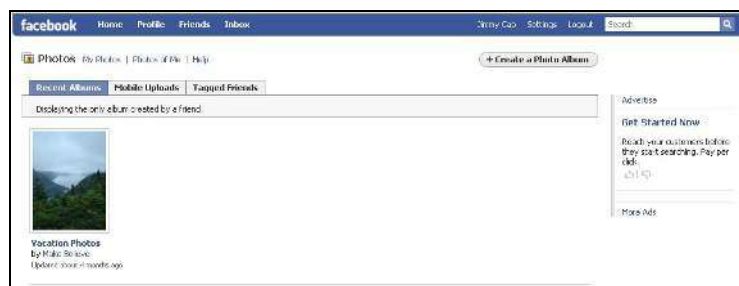 facebook Home Profile Friends Inbox Jimmy Cap Settings Logout Search
Photos My Photos | Photos of Me | Help + Create a Photo Album
Recent Albums Mobile Uploads Tagged Friends
Displaying the only album created by a friend.
Advertise
Get Started Now
Reach your customers before
they start searching. Pay per
click.
More Ads
Vacation Photos
by Make Believe
Updated about 4 months ago